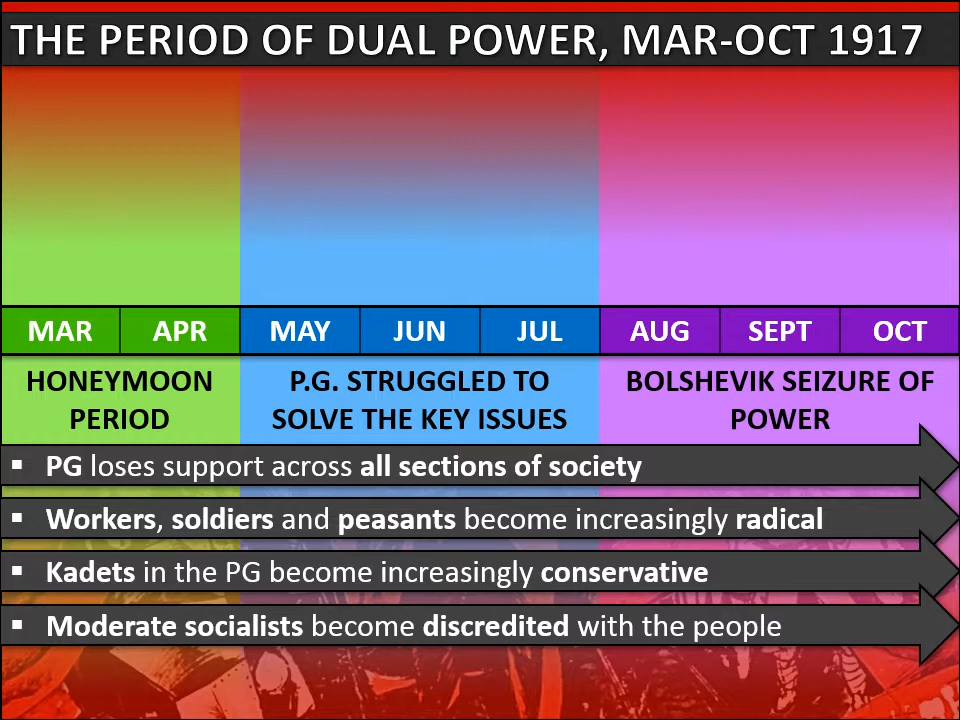 THE PERIOD OF DUAL POWER, MAR-OCT 1917
MAR APR MAY JUN JUL AUG SEPT OCT
HONEYMOON PERIOD
P.G. STRUGGLED TO SOLVE THE KEY ISSUES
BOLSHEVIK SEIZURE OF POWER
▪ PG loses support across all sections of society
▪ Workers, soldiers and peasants become increasingly radical
▪ Kadets in the PG become increasingly conservative
▪ Moderate socialists become discredited with the people